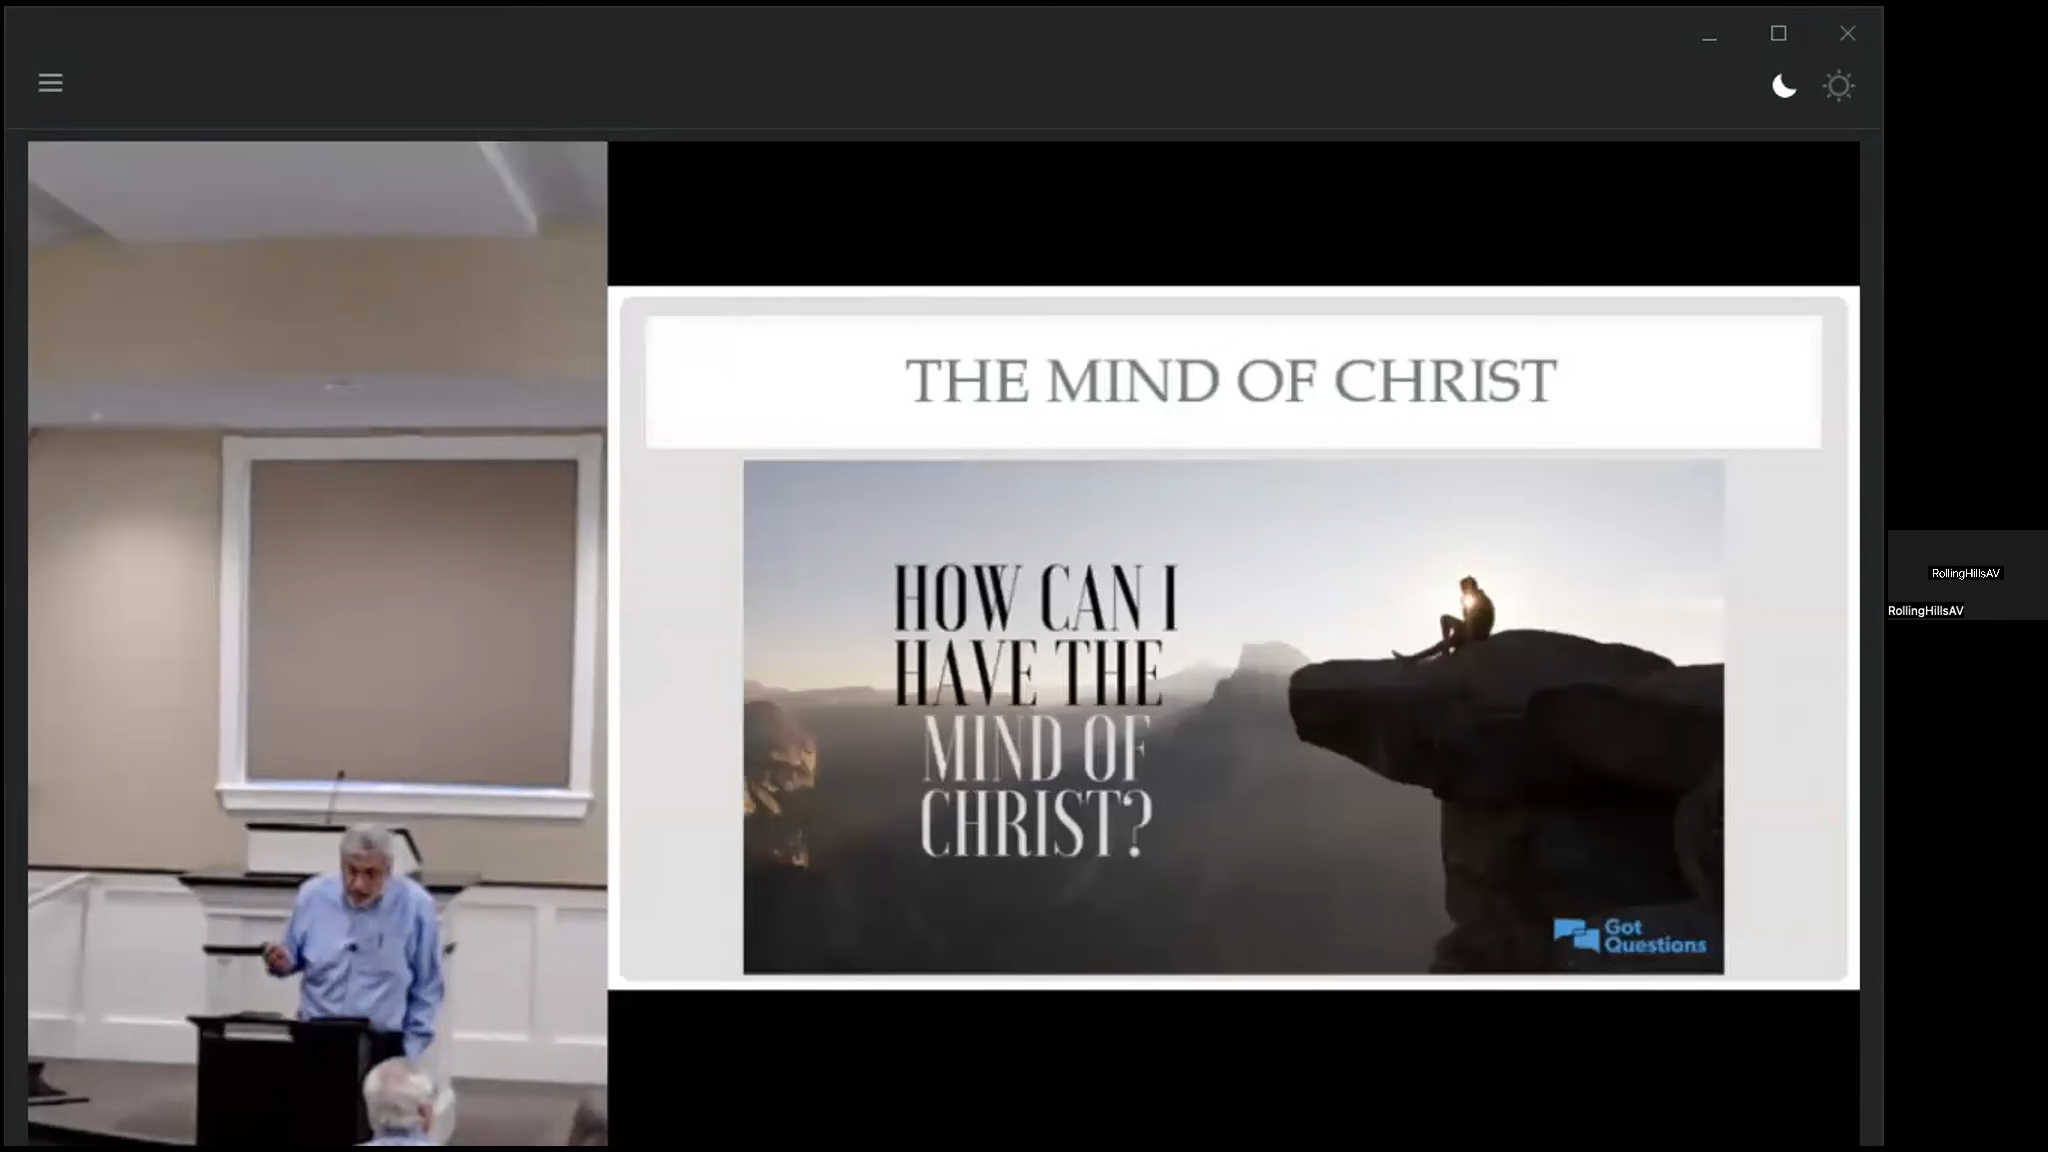 THE MIND OF CHRIST
HOW CAN I
HAVE THE
MIND OF
CHRIST?
Got
Questions
RollingHillsAV
RollingHillsAV